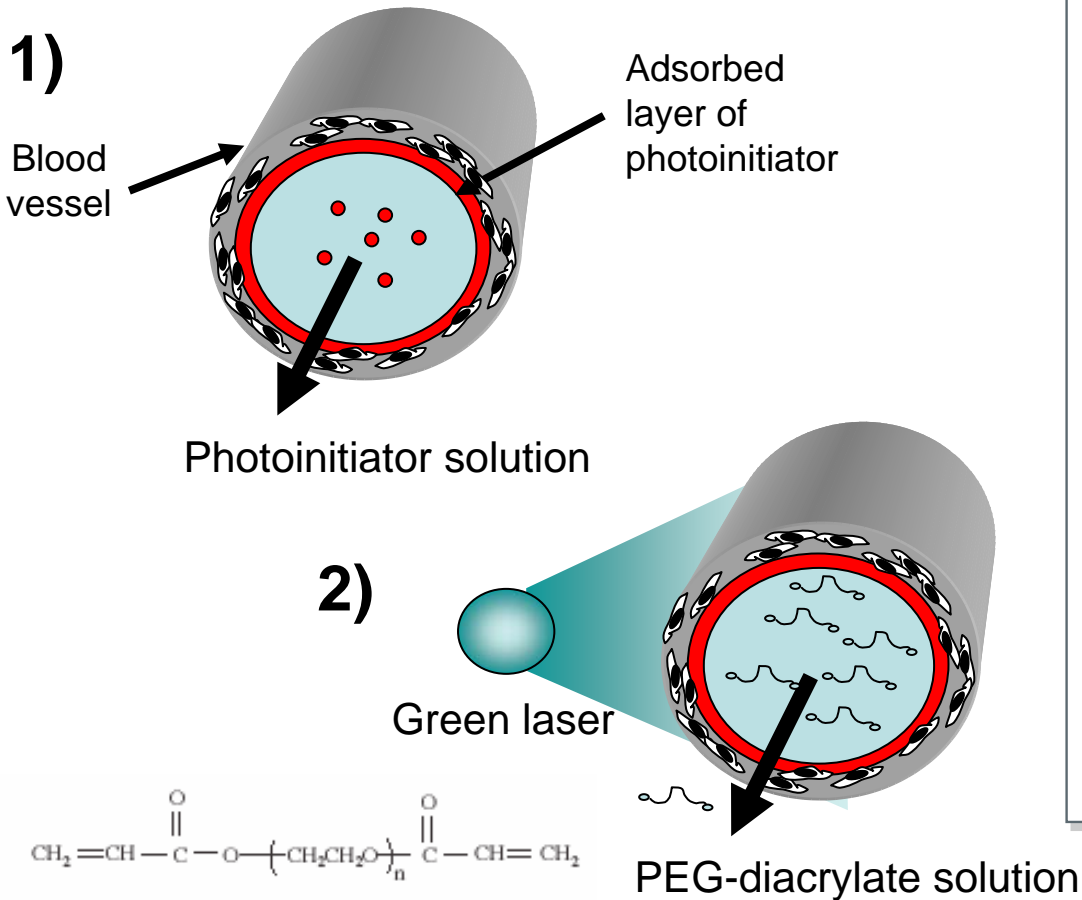 1)
Adsorbed
layer of
photoinitiator
Blood
vessel
Photoinitiator solution
2)
Green laser
O
O
CH₂=CH—C—O—(CH₂CH₂O)ₙ—C—CH=CH₂
PEG-diacrylate solution